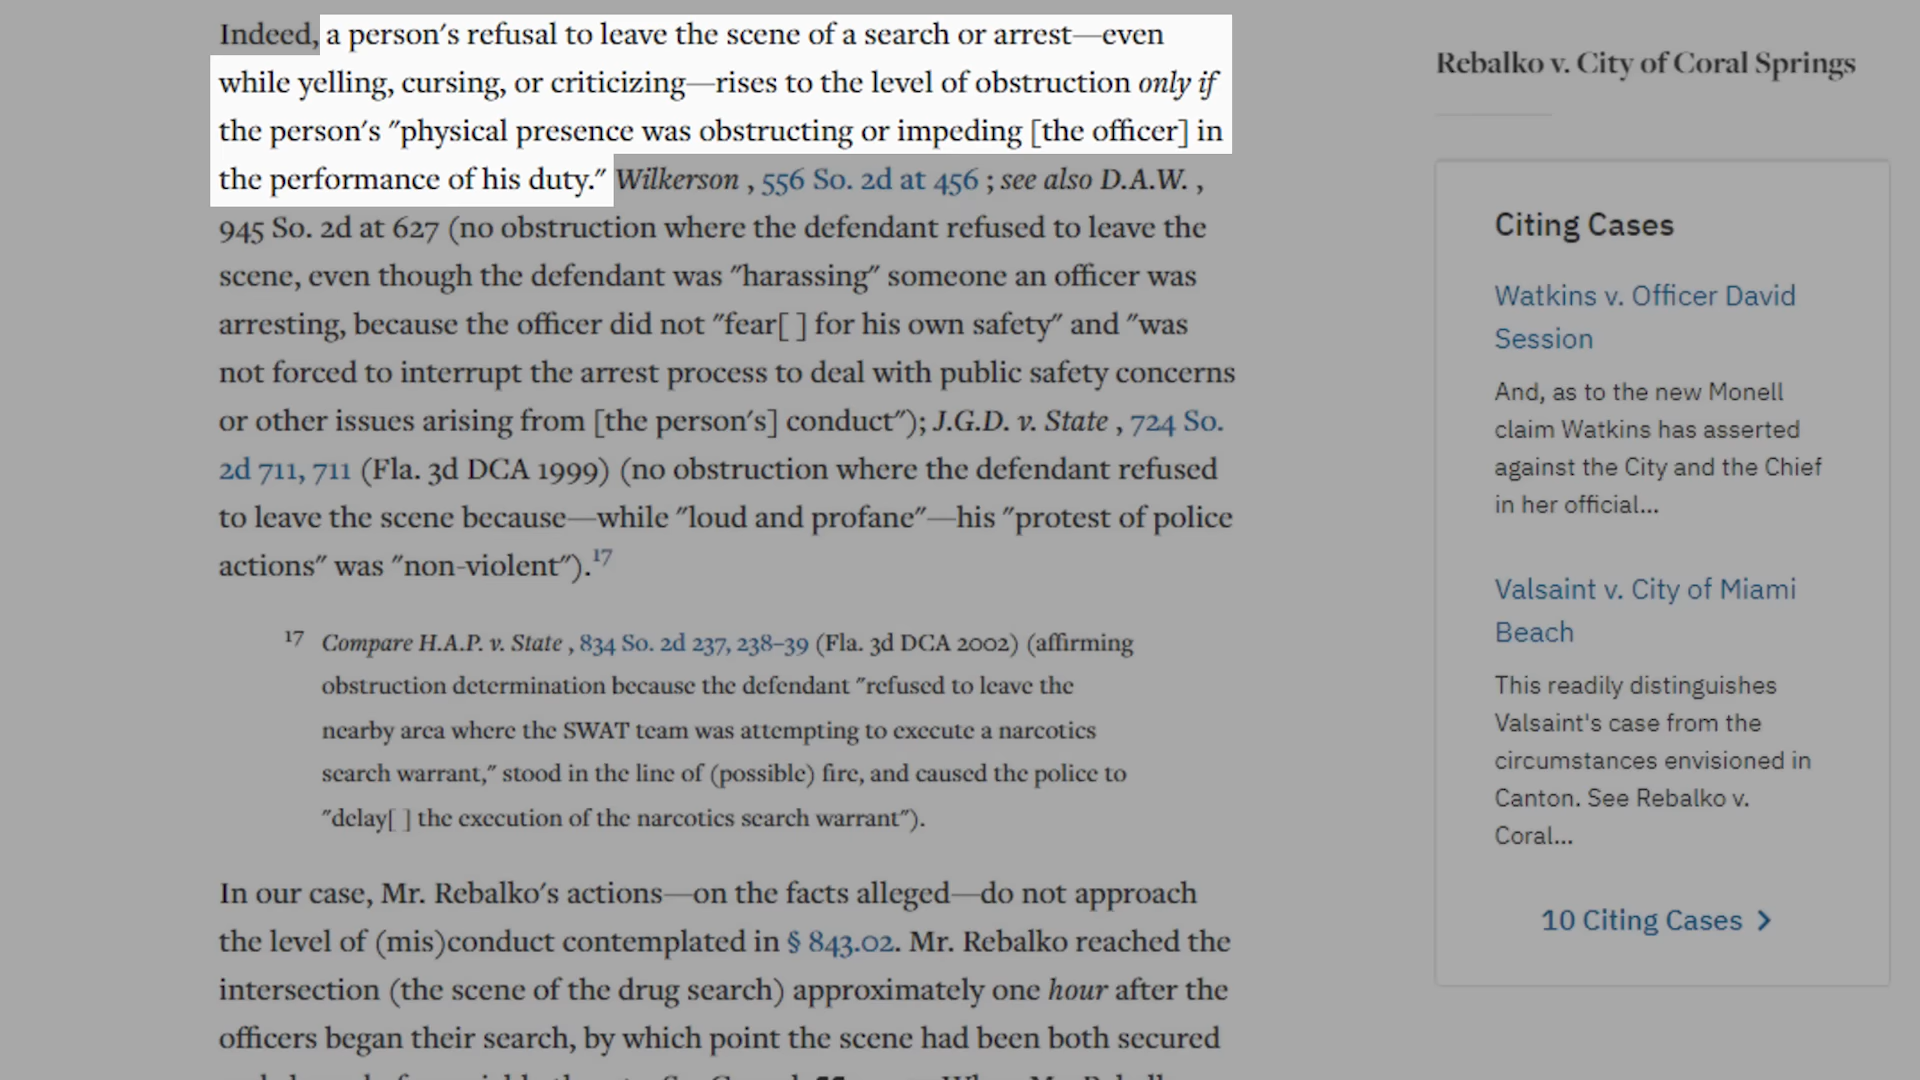 Indeed, a person's refusal to leave the scene of a search or arrest—even
while yelling, cursing, or criticizing—rises to the level of obstruction only if
the person's "physical presence was obstructing or impeding [the officer] in
the performance of his duty." Wilkerson , 556 So. 2d at 456 ; see also D.A.W. ,
945 So. 2d at 627 (no obstruction where the defendant refused to leave the
scene, even though the defendant was "harassing" someone an officer was
arresting, because the officer did not "fear[ ] for his own safety" and "was
not forced to interrupt the arrest process to deal with public safety concerns
or other issues arising from [the person's] conduct"); J.G.D. v. State , 724 So.
2d 711, 711 (Fla. 3d DCA 1999) (no obstruction where the defendant refused
to leave the scene because—while "loud and profane"—his "protest of police
actions" was "non-violent").17
17 Compare H.A.P. v. State , 834 So. 2d 237, 238–39 (Fla. 3d DCA 2002) (affirming
obstruction determination because the defendant "refused to leave the
nearby area where the SWAT team was attempting to execute a narcotics
search warrant," stood in the line of (possible) fire, and caused the police to
"delay[ ] the execution of the narcotics search warrant").
In our case, Mr. Rebalko's actions—on the facts alleged—do not approach
the level of (mis)conduct contemplated in § 843.02. Mr. Rebalko reached the
intersection (the scene of the drug search) approximately one hour after the
officers began their search, by which point the scene had been both secured
Rebalko v. City of Coral Springs
Citing Cases
Watkins v. Officer David
Session
And, as to the new Monell
claim Watkins has asserted
against the City and the Chief
in her official...
Valsaint v. City of Miami
Beach
This readily distinguishes
Valsaint's case from the
circumstances envisioned in
Canton. See Rebalko v.
Coral...
10 Citing Cases